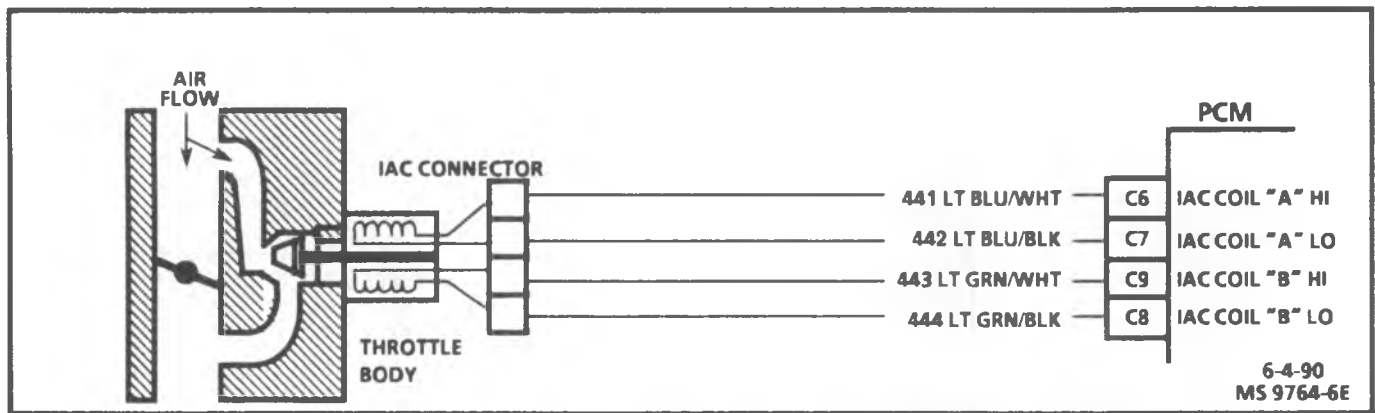 AIR
FLOW
IAC CONNECTOR
THROTTLE
BODY
PCM
441 LT BLU/WHT C6 IAC COIL "A" HI
442 LT BLU/BLK C7 IAC COIL "A" LO
443 LT GRN/WHT C9 IAC COIL "B" HI
444 LT GRN/BLK C8 IAC COIL "B" LO
6-4-90
MS 9764-6E